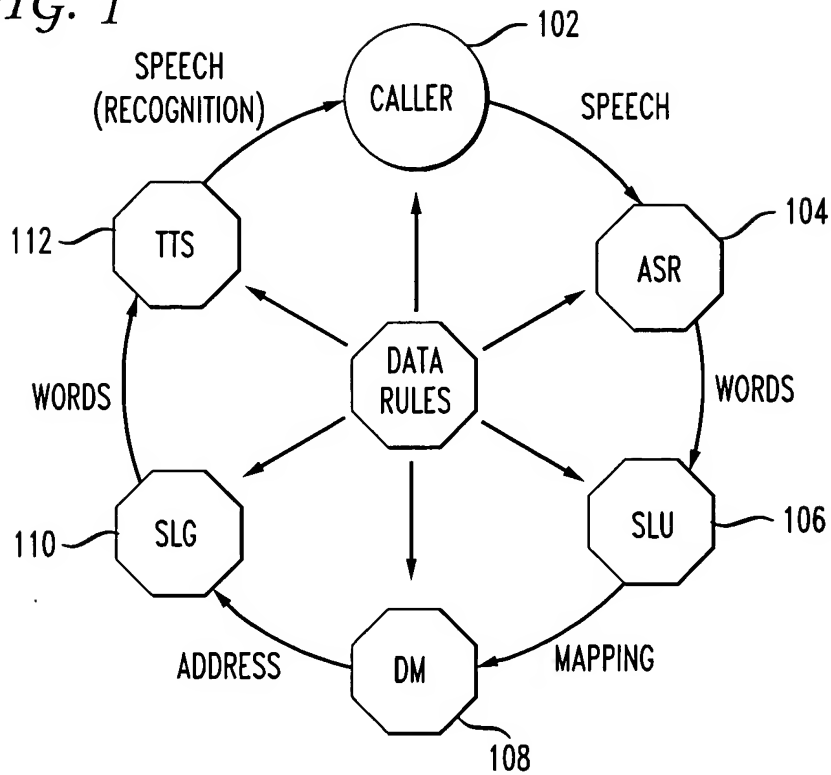 FIG. 1
102
CALLER
SPEECH
(RECOGNITION)
SPEECH
104
ASR
112
TTS
DATA
RULES
WORDS
WORDS
110
SLG
SLU
106
ADDRESS
DM
MAPPING
108